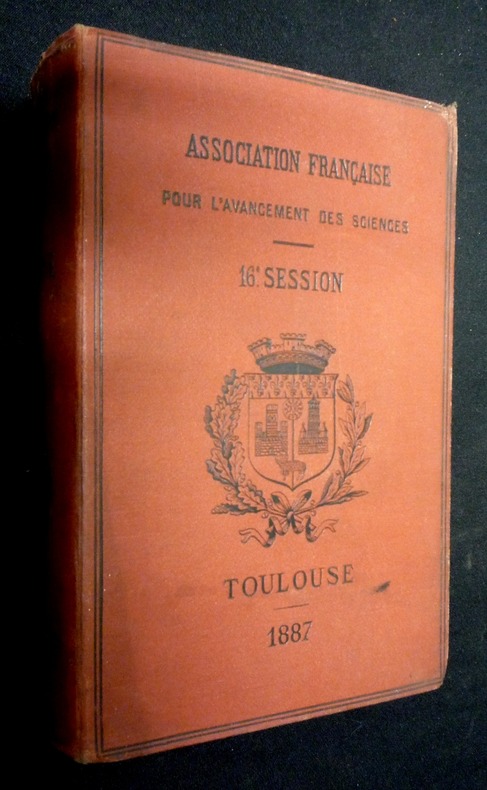 ASSOCIATION FRANÇAISE
POUR L'AVANCEMENT DES SCIENCES
16e SESSION
TOULOUSE
1887